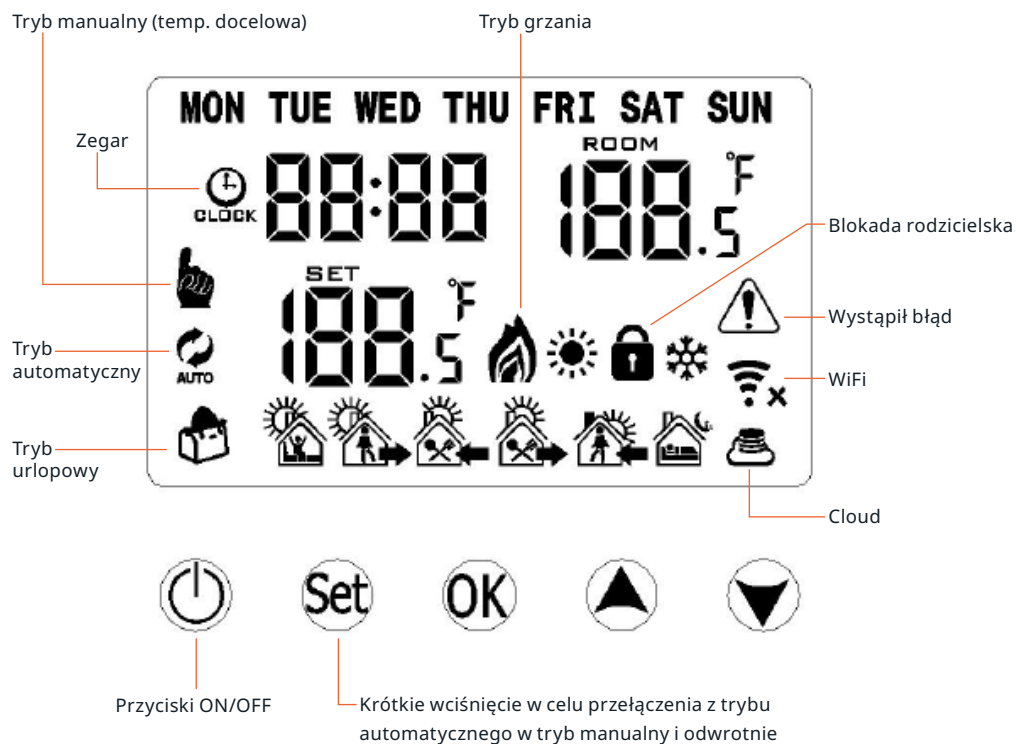 Tryb manualny (temp. docelowa)
Tryb grzania
MON TUE WED THU FRI SAT SUN
Zegar
ROOM
CLOCK
88:88
188.5
°F
Blokada rodzicielska
SET
188.5
°F
Wystąpił błąd
Tryb
automatyczny
AUTO
WiFi
Tryb
urlopowy
Cloud
Set
OK
Przyciski ON/OFF
Krótkie wciśnięcie w celu przełączenia z trybu
automatycznego w tryb manualny i odwrotnie